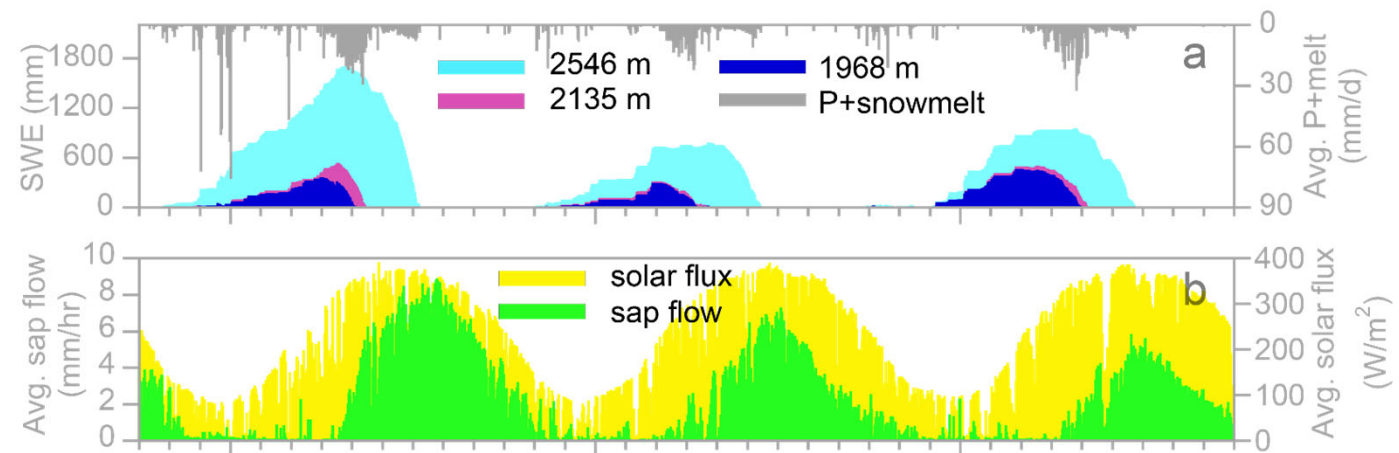 SWE (mm)
1800
1200
600
0
2546 m
2135 m
1968 m
P+snowmelt
a
0
30
60
90
Avg. P+melt
(mm/d)
Avg. sap flow
(mm/hr)
10
8
6
4
2
0
solar flux
sap flow
b
400
300
200
100
0
Avg. solar flux
(W/m²)